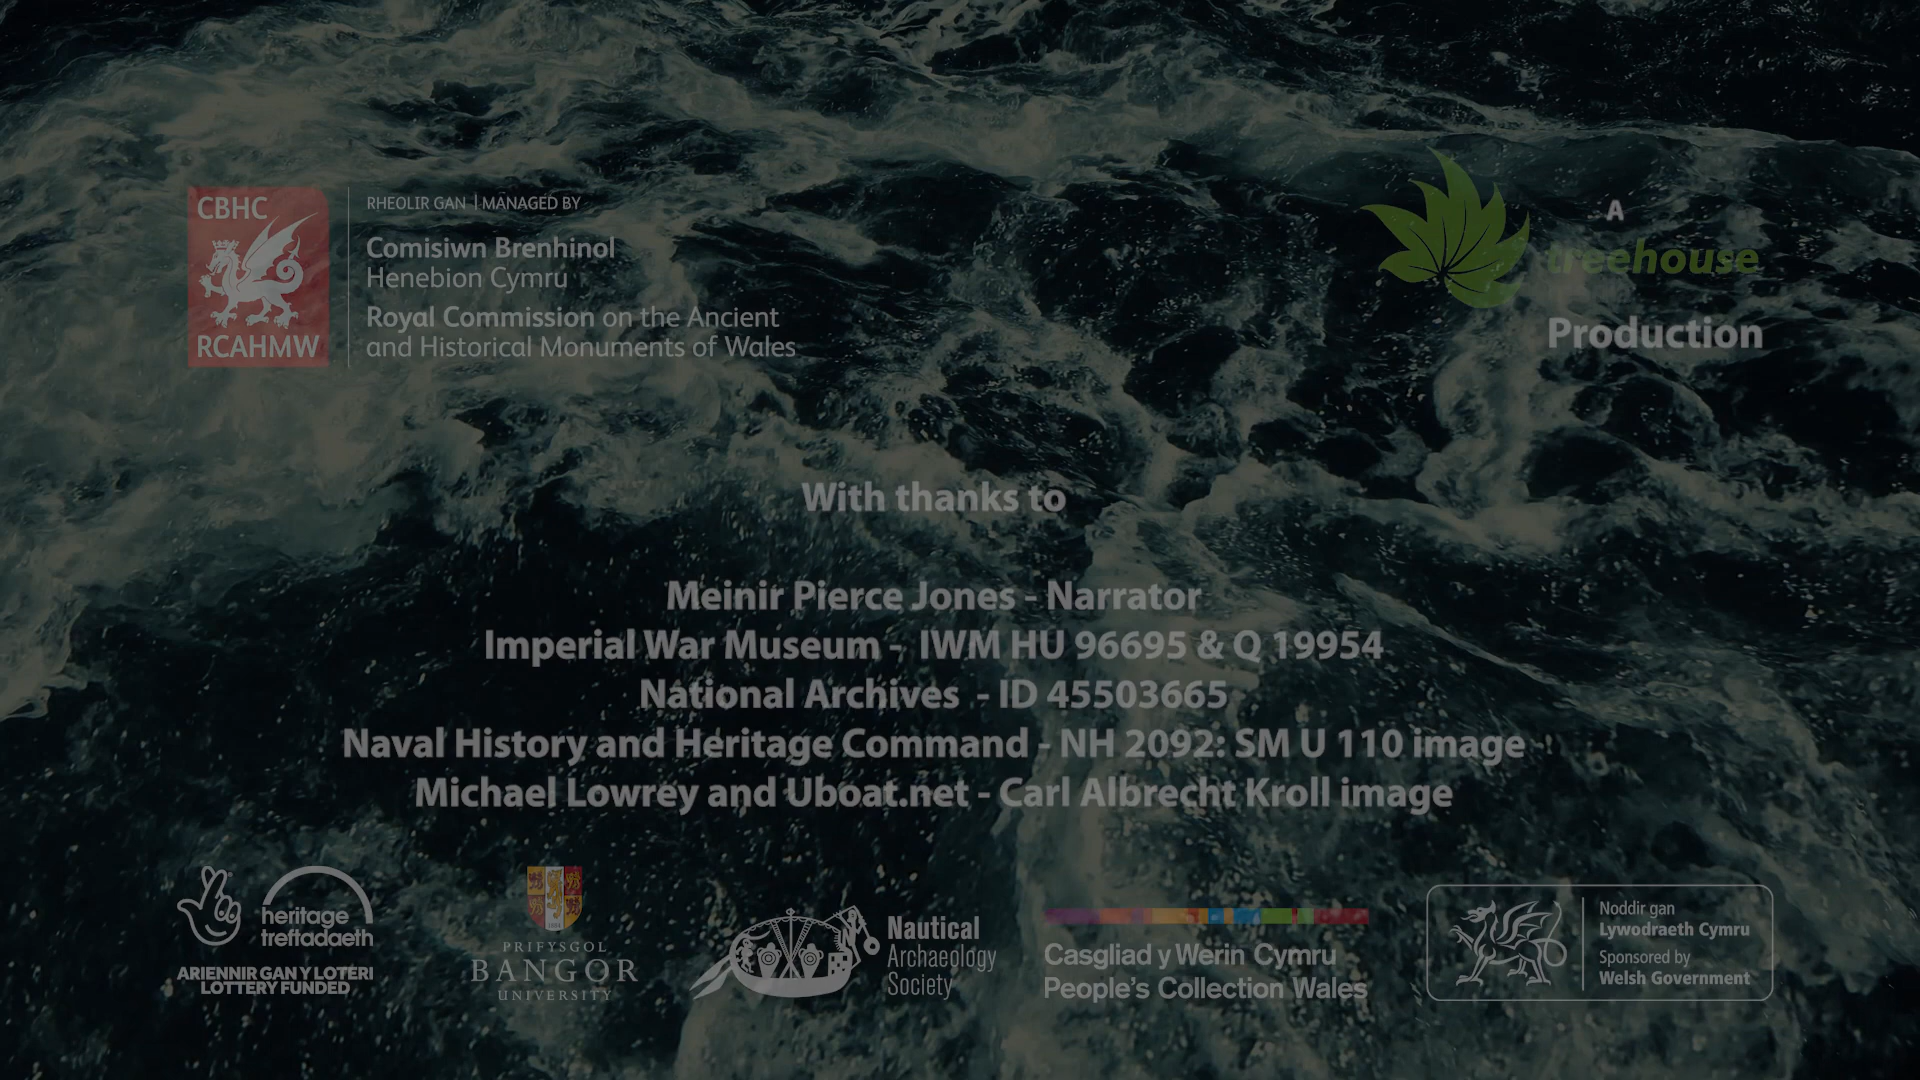 CBHC
RCAHMW
RHEOLIR GAN | MANAGED BY
Comisiwn Brenhinol
Henebion Cymru
Royal Commission on the Ancient
and Historical Monuments of Wales
A
treehouse
Production
With thanks to
Meinir Pierce Jones - Narrator
Imperial War Museum - IWM HU 96695 & Q 19954
National Archives - ID 45503665
Naval History and Heritage Command - NH 2092: SM U 110 image
Michael Lowrey and Uboat.net - Carl Albrecht Kroll image
heritage
treftadaeth
ARIENNIR GAN Y LOTERI
LOTTERY FUNDED
PRIFYSGOL
BANGOR
UNIVERSITY
Nautical
Archaeology
Society
Casgliad y Werin Cymru
People's Collection Wales
Noddir gan
Lywodraeth Cymru
Sponsored by
Welsh Government